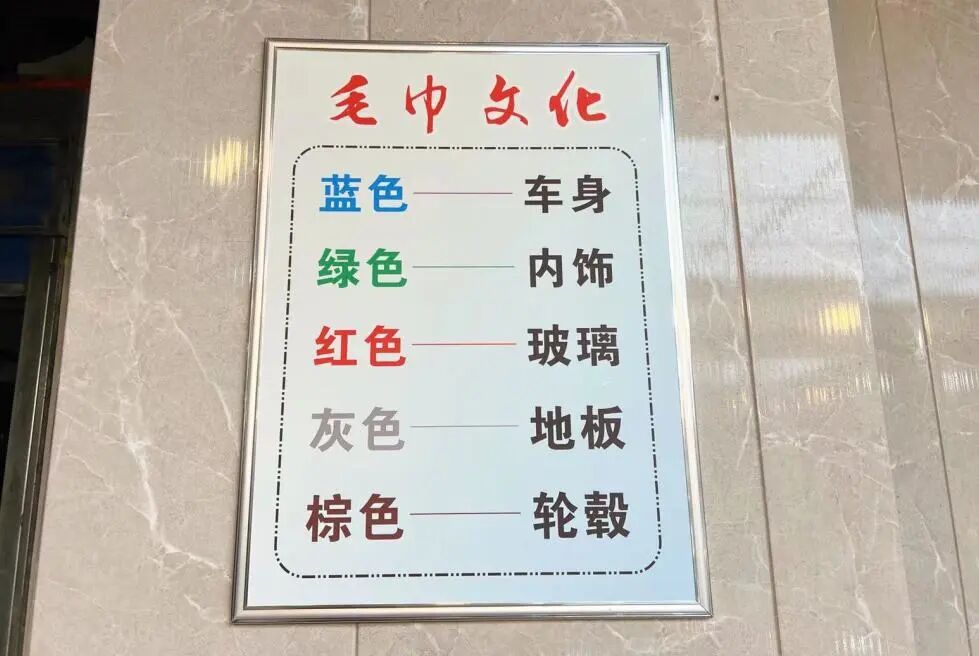 毛巾文化
蓝色——车身
绿色——内饰
红色——玻璃
灰色——地板
棕色——轮毂